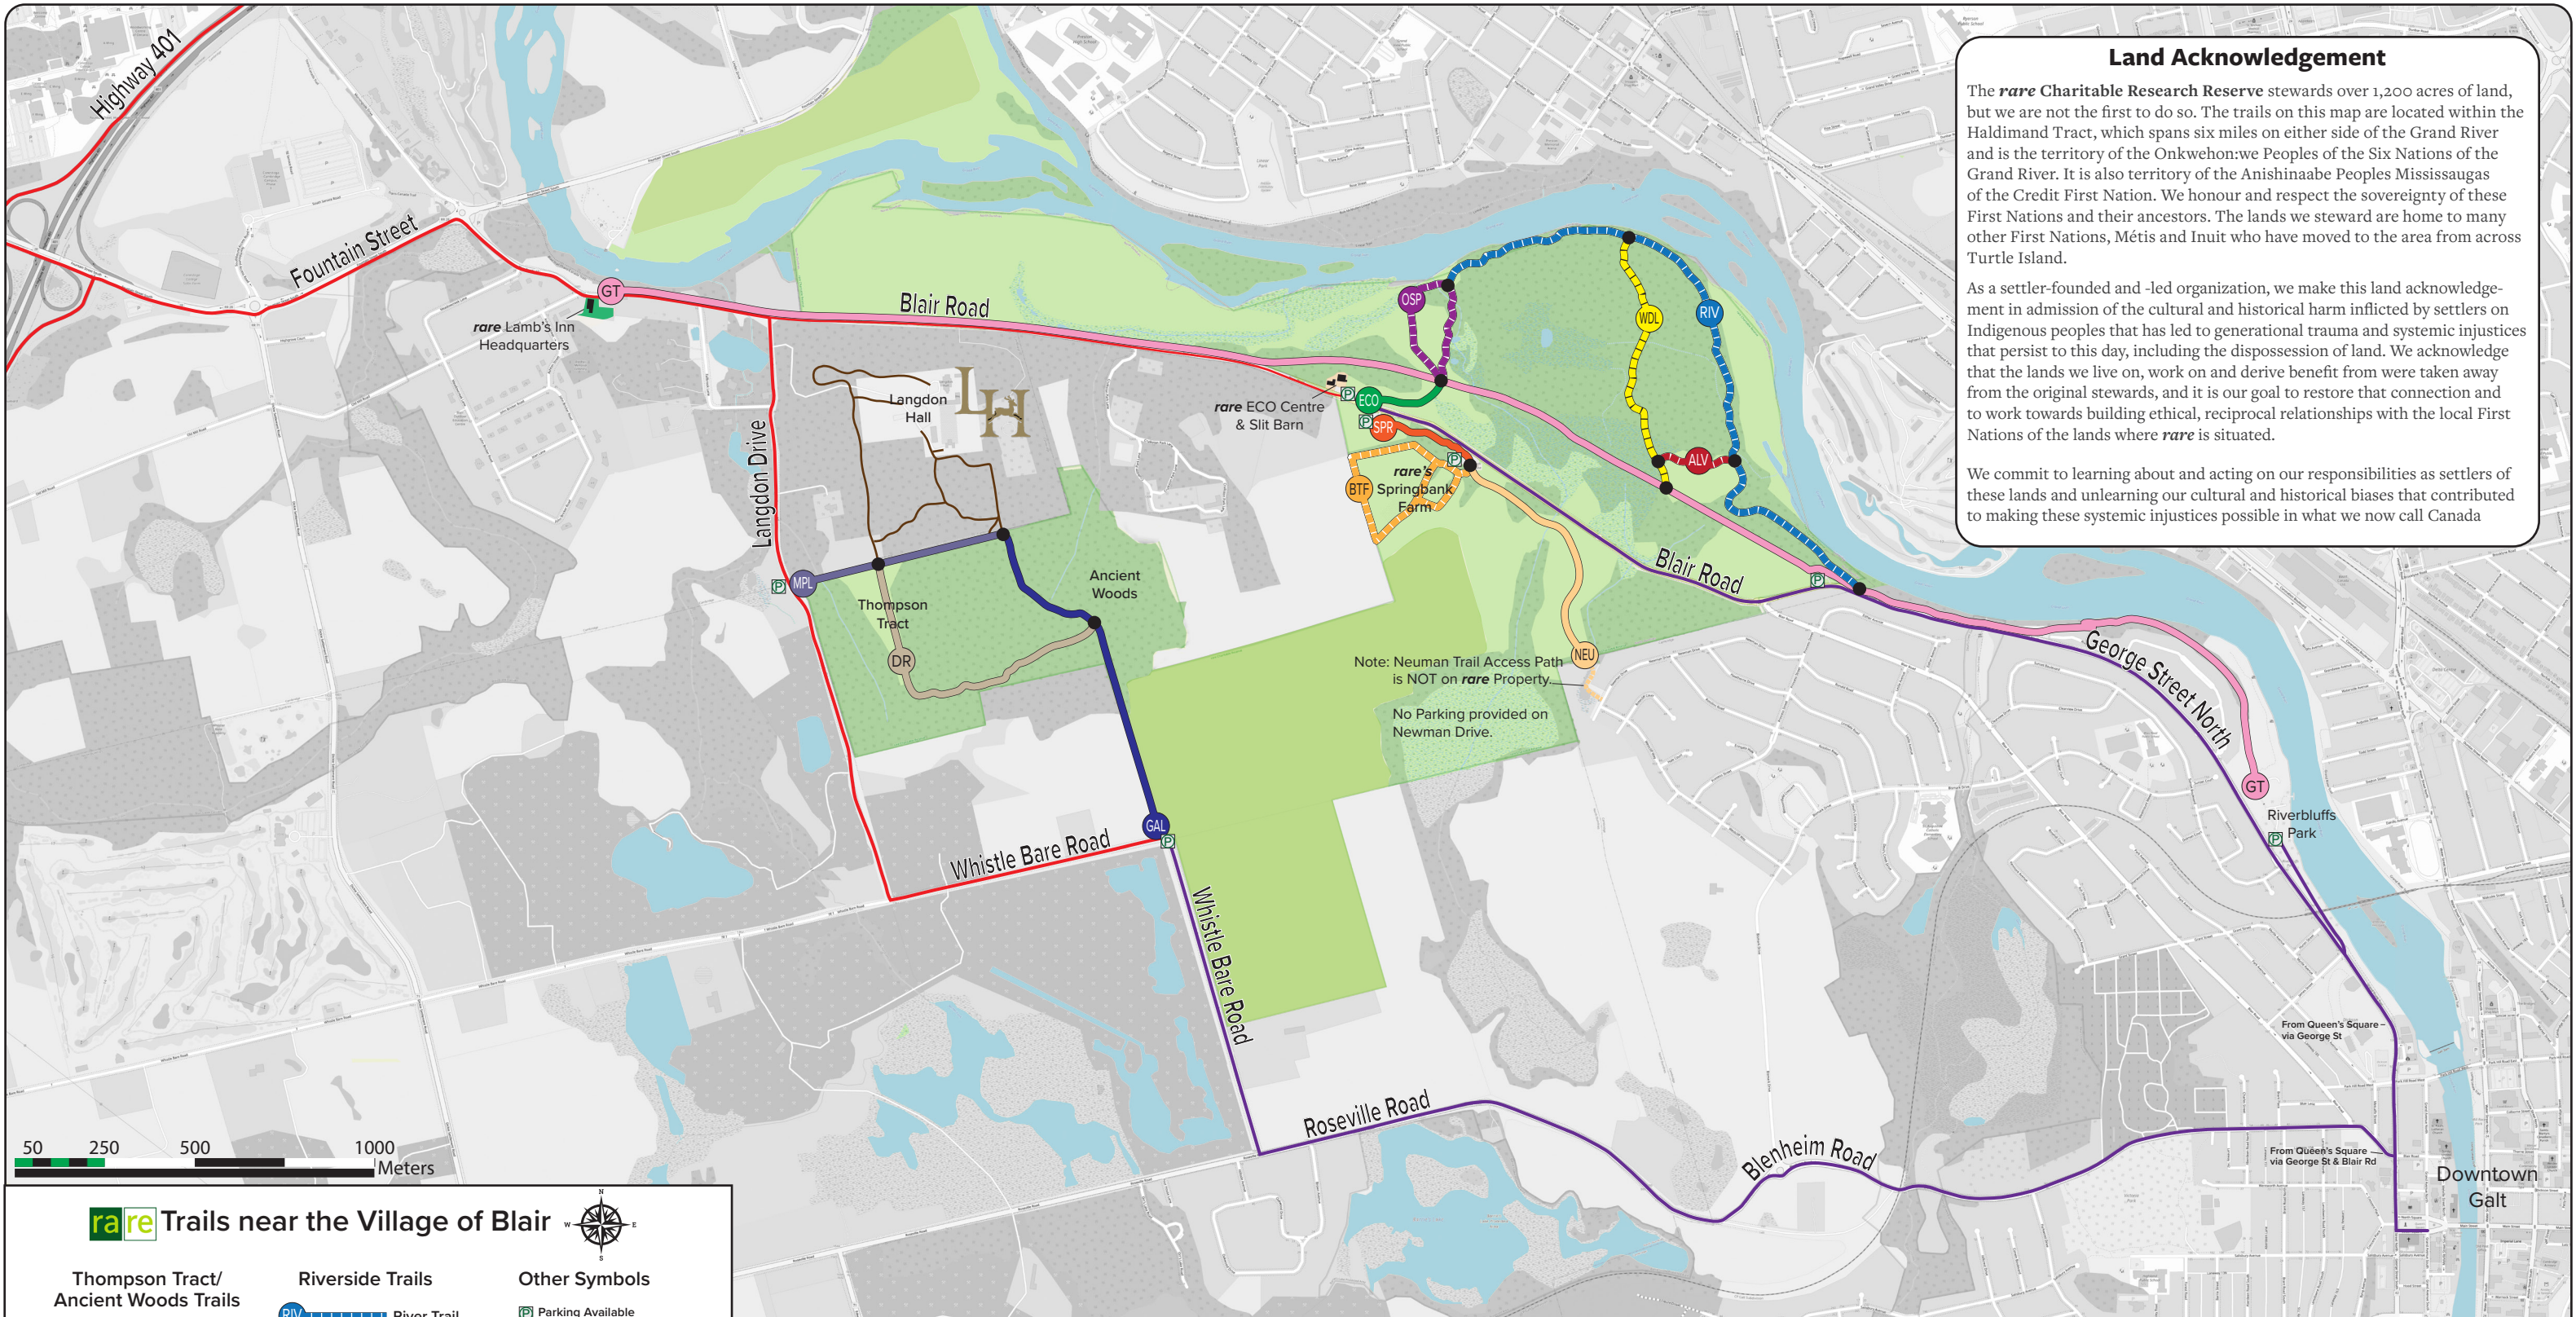 Highway 401
Fountain Street
GT
rare Lamb's Inn
Headquarters
Blair Road
Langdon Drive
Langdon
Hall
LH
rare ECO Centre
& Slit Barn
P
ECO
P
SPR
P
OSP
WDL
RIV
ALV
BTF
rare's
Springbank
Farm
Blair Road
P
P
MPL
Thompson
Tract
DR
Ancient
Woods
NEU
Note: Neuman Trail Access Path
is NOT on rare Property.
No Parking provided on
Newman Drive.
George Street North
GT
Riverbluffs
Park
P
GAL
P
Whistle Bare Road
Whistle Bare Road
Roseville Road
Blenheim Road
From Queen's Square –
via George St
From Queen's Square
via George St & Blair Rd
Downtown
Galt
Land Acknowledgement
The rare Charitable Research Reserve stewards over 1,200 acres of land,
but we are not the first to do so. The trails on this map are located within the
Haldimand Tract, which spans six miles on either side of the Grand River
and is the territory of the Onkwehon:we Peoples of the Six Nations of the
Grand River. It is also territory of the Anishinaabe Peoples Mississaugas
of the Credit First Nation. We honour and respect the sovereignty of these
First Nations and their ancestors. The lands we steward are home to many
other First Nations, Métis and Inuit who have moved to the area from across
Turtle Island.
As a settler-founded and -led organization, we make this land acknowledge-
ment in admission of the cultural and historical harm inflicted by settlers on
Indigenous peoples that has led to generational trauma and systemic injustices
that persist to this day, including the dispossession of land. We acknowledge
that the lands we live on, work on and derive benefit from were taken away
from the original stewards, and it is our goal to restore that connection and
to work towards building ethical, reciprocal relationships with the local First
Nations of the lands where rare is situated.
We commit to learning about and acting on our responsibilities as settlers of
these lands and unlearning our cultural and historical biases that contributed
to making these systemic injustices possible in what we now call Canada
50 250 500 1000
Meters
rare Trails near the Village of Blair
N
W E
S
Thompson Tract/
Ancient Woods Trails
Riverside Trails
RIV River Trail
Other Symbols
P Parking Available